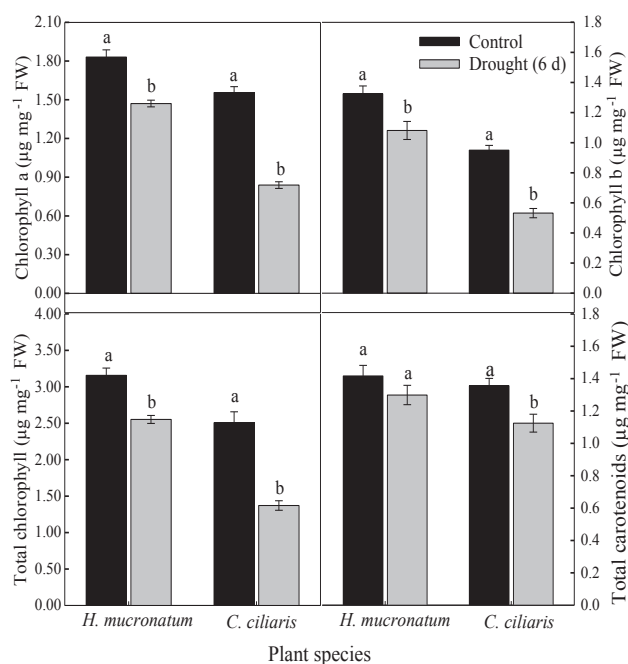 2.10
1.80
1.50
1.20
0.90
0.60
0.30
0.00
Chlorophyll a (µg mg⁻¹ FW)
a
b
a
b
Control
Drought (6 d)
a
b
a
b
1.8
1.6
1.4
1.2
1.0
0.8
0.6
0.4
0.2
0.0
Chlorophyll b (µg mg⁻¹ FW)
4.00
3.50
3.00
2.50
2.00
1.50
1.00
0.50
0.00
Total chlorophyll (µg mg⁻¹ FW)
a
b
a
b
a
a
a
b
1.8
1.6
1.4
1.2
1.0
0.8
0.6
0.4
0.2
0.0
Total carotenoids (µg mg⁻¹ FW)
H. mucronatum C. ciliaris H. mucronatum C. ciliaris
Plant species